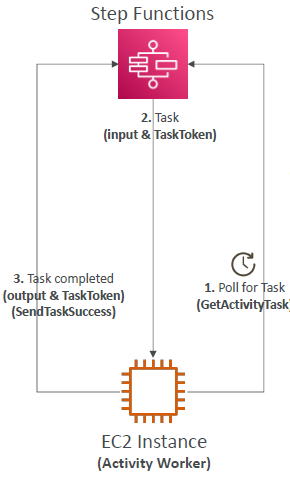 Step Functions
2. Task
(input & TaskToken)
3. Task completed
(output & TaskToken)
(SendTaskSuccess)
1. Poll for Task
(GetActivityTask)
EC2 Instance
(Activity Worker)